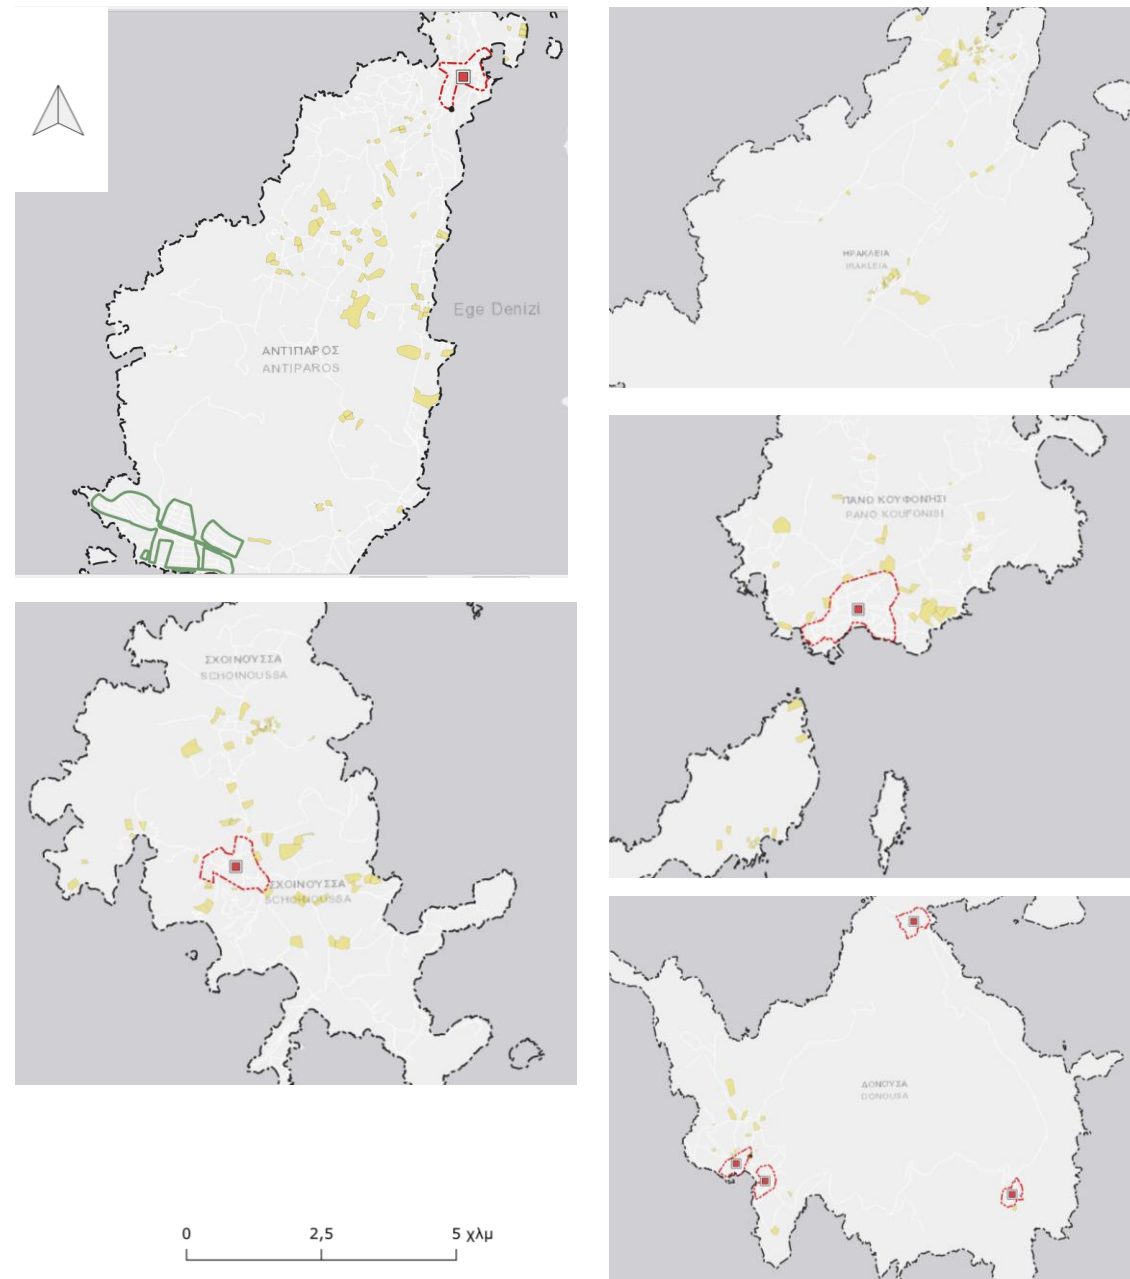 Ege Denizi
ΑΝΤΙΠΑΡΟΣ
ANTIPAROS
ΗΡΑΚΛΕΙΑ
IRAKLEIA
ΠΑΝΩ ΚΟΥΦΟΝΗΣΙ
PANO KOUFONISI
ΣΧΟΙΝΟΥΣΣΑ
SCHOINOUSSA
ΣΧΟΙΝΟΥΣΣΑ
SCHOINOUSSA
ΔΟΝΟΥΣΑ
DONOUSA
0 2,5 5 χλμ